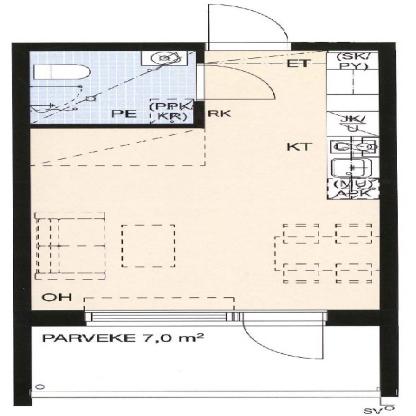 (SK/
PY)
ET
(PPK/
KR)
PE
RK
JK/
U
KT
(MU)
APK
OH
PARVEKE 7,0 m²
SV